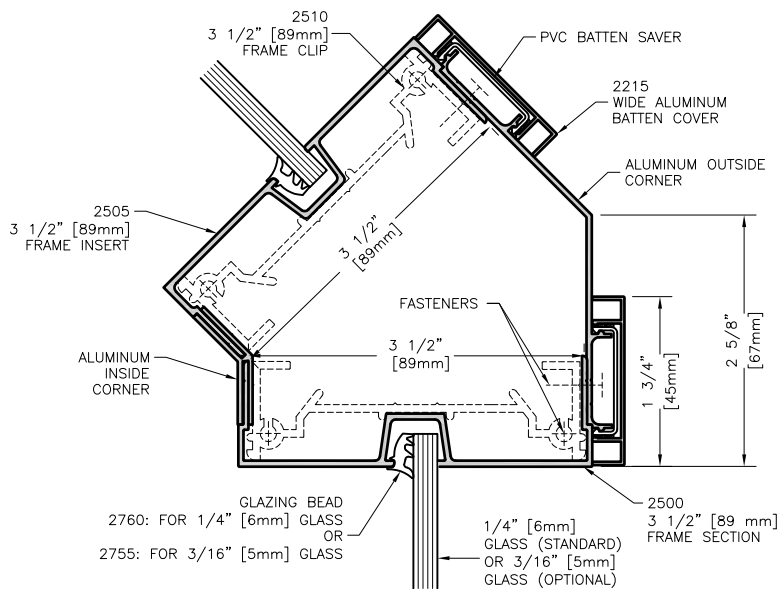 2510
3 1/2" [89mm]
FRAME CLIP
PVC BATTEN SAVER
2215
WIDE ALUMINUM
BATTEN COVER
ALUMINUM OUTSIDE
CORNER
2505
3 1/2" [89mm]
FRAME INSERT
3 1/2"
[89mm]
FASTENERS
2 5/8"
[67mm]
3 1/2"
[89mm]
1 3/4"
[45mm]
ALUMINUM
INSIDE
CORNER
GLAZING BEAD
2760: FOR 1/4" [6mm] GLASS
OR
2755: FOR 3/16" [5mm] GLASS
1/4" [6mm]
GLASS (STANDARD)
OR 3/16" [5mm]
GLASS (OPTIONAL)
2500
3 1/2" [89 mm]
FRAME SECTION